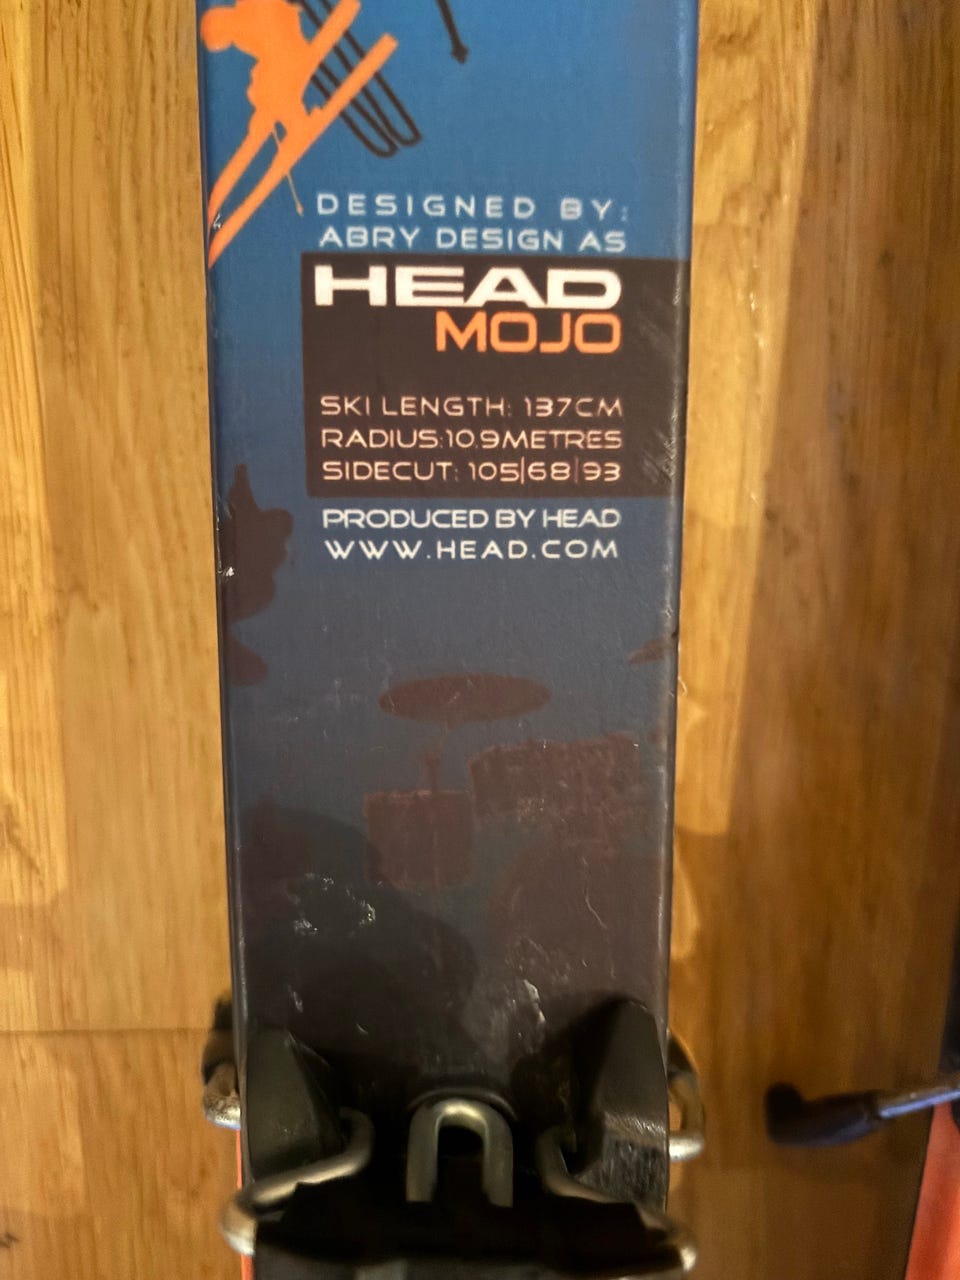 DESIGNED BY:
ABRY DESIGN AS
HEAD
MOJO
SKI LENGTH: 137CM
RADIUS:10.9METRES
SIDECUT: 105|68|93
PRODUCED BY HEAD
WWW.HEAD.COM